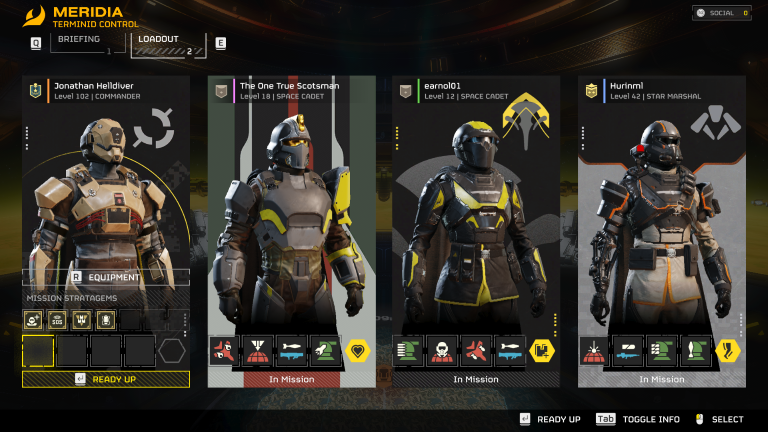 MERIDIA
TERMINID CONTROL
SOCIAL 0
Q
BRIEFING
1
LOADOUT
2
E
Jonathan Helldiver
Level 102 | COMMANDER
The One True Scotsman
Level 18 | SPACE CADET
earnol01
Level 12 | SPACE CADET
Hurinml
Level 42 | STAR MARSHAL
R EQUIPMENT
MISSION STRATAGEMS
SOS
READY UP
In Mission
In Mission
In Mission
READY UP
Tab TOGGLE INFO
SELECT